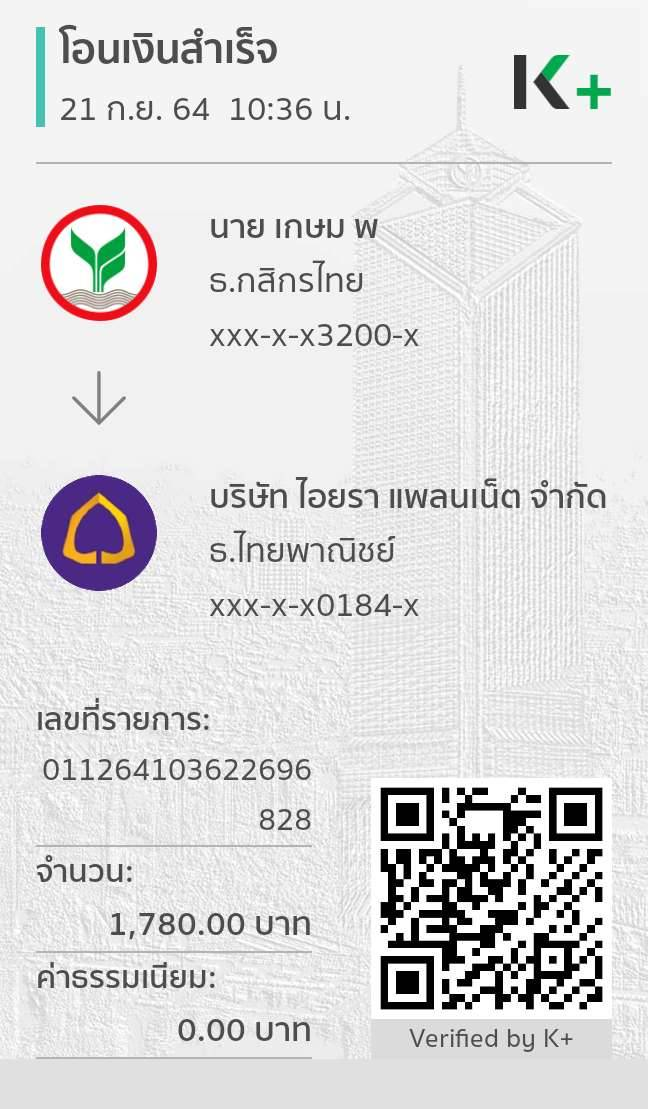 โอนเงินสำเร็จ
21 ก.ย. 64 10:36 น.
K+
นาย เกษม พ
ธ.กสิกรไทย
xxx-x-x3200-x
บริษัท ไอยรา แพลนเน็ต จำกัด
ธ.ไทยพาณิชย์
xxx-x-x0184-x
เลขที่รายการ:
011264103622696
828
จำนวน:
1,780.00 บาท
ค่าธรรมเนียม:
0.00 บาท
Verified by K+